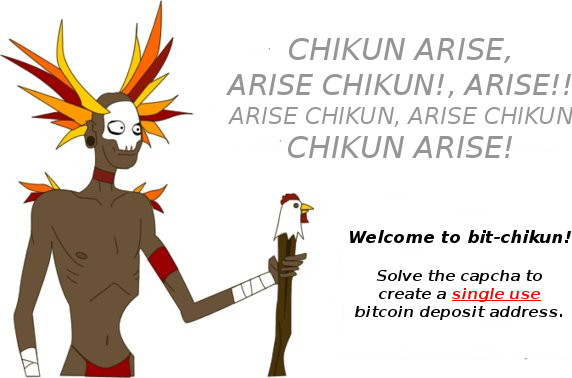 CHIKUN ARISE,
ARISE CHIKUN!, ARISE!!
ARISE CHIKUN, ARISE CHIKUN
CHIKUN ARISE!
Welcome to bit-chikun!
Solve the capcha to
create a single use
bitcoin deposit address.